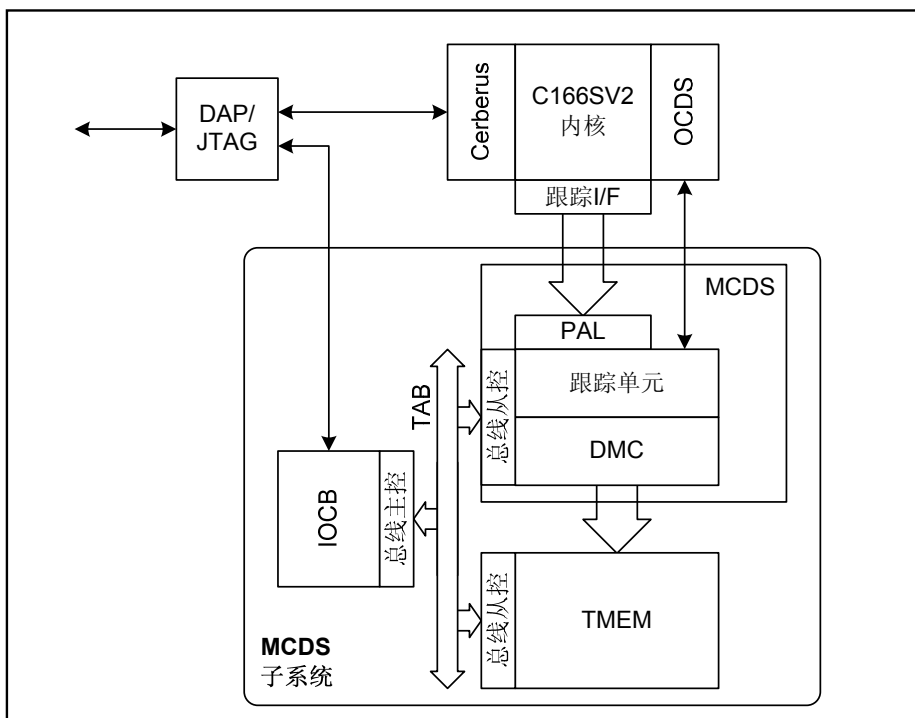 DAP/
JTAG
Cerberus
C166SV2
内核
OCDS
跟踪I/F
MCDS
PAL
TAB
总线从控
跟踪单元
DMC
IOCB
总线主控
总线从控
TMEM
MCDS
子系统